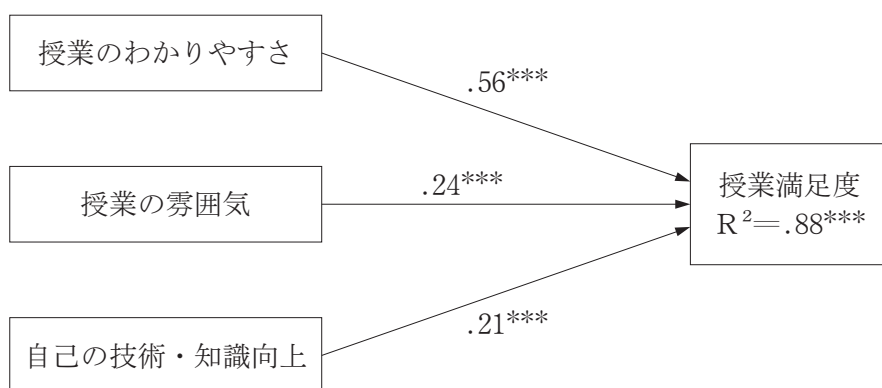 授業のわかりやすさ
.56***
授業の雰囲気
.24***
授業満足度
R²=.88***
.21***
自己の技術・知識向上